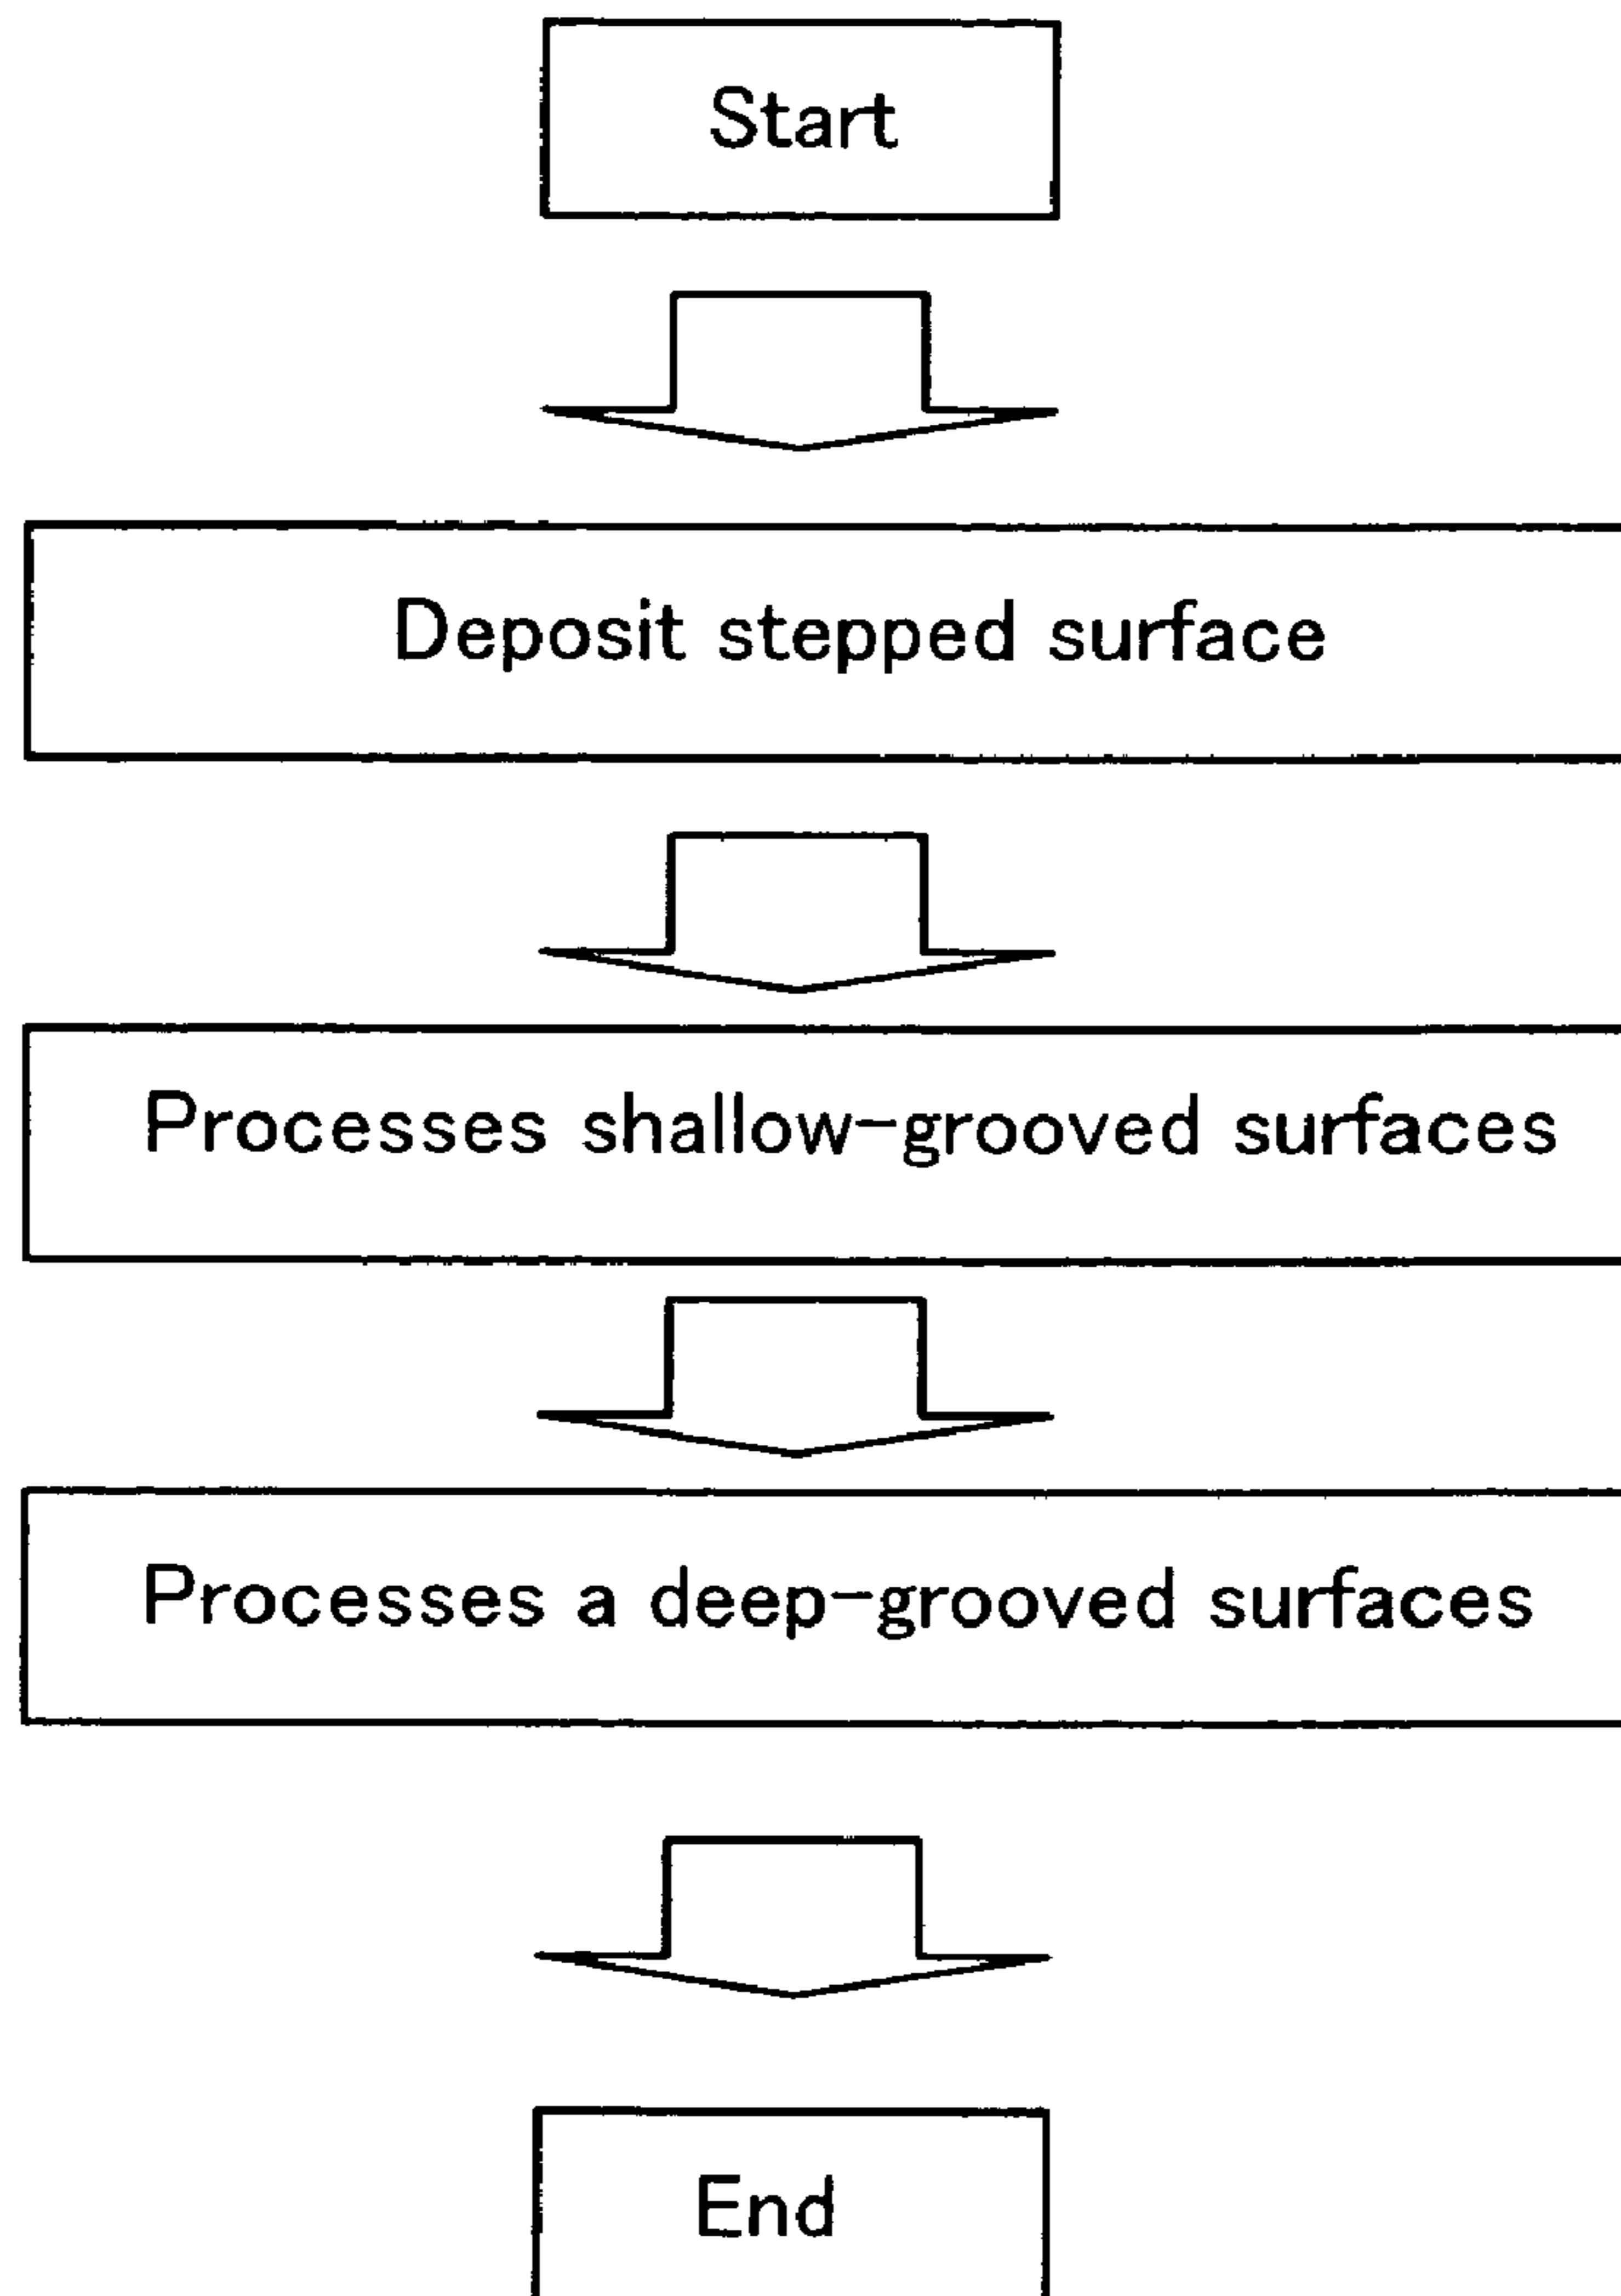 Start
Deposit stepped surface
Processes shallow-grooved surfaces
Processes a deep-grooved surfaces
End